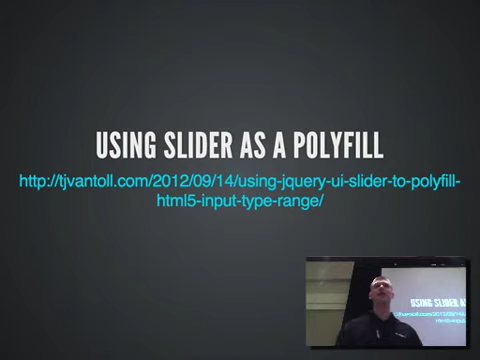 USING SLIDER AS A POLYFILL
http://tjvantoll.com/2012/09/14/using-jquery-ui-slider-to-polyfill-
html5-input-type-range/
USING SLIDER AS